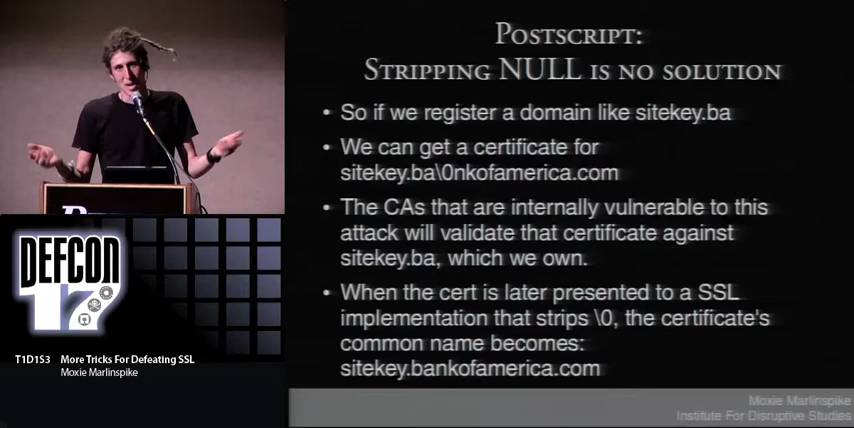 POSTSCRIPT:
STRIPPING NULL IS NO SOLUTION
• So if we register a domain like sitekey.ba
• We can get a certificate for
sitekey.ba\0nkofamerica.com
• The CAs that are internally vulnerable to this
attack will validate that certificate against
sitekey.ba, which we own.
• When the cert is later presented to a SSL
implementation that strips \0, the certificate's
common name becomes:
sitekey.bankofamerica.com
Moxie Marlinspike
Institute For Disruptive Studies
DEFCON
17
T1D1S3 More Tricks For Defeating SSL
Moxie Marlinspike